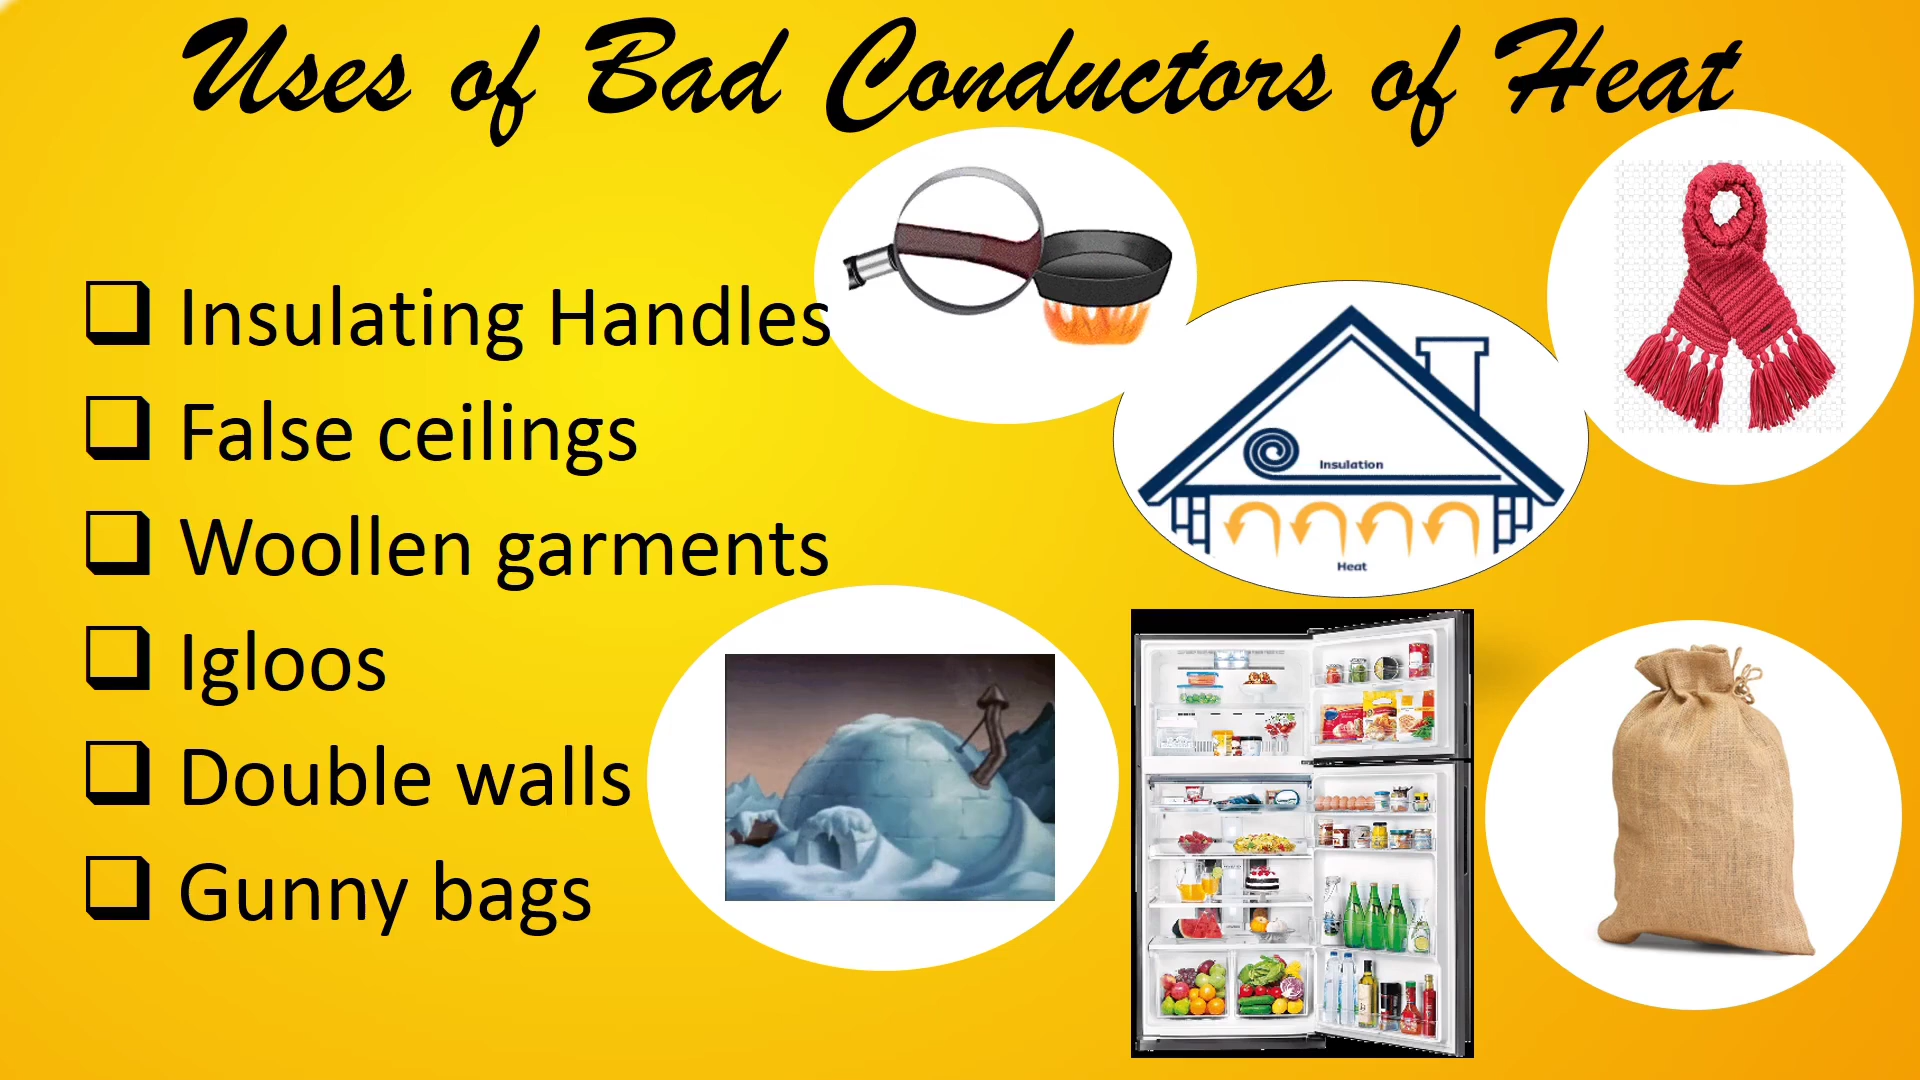 Uses of Bad Conductors of Heat
Insulating Handles
False ceilings
Woollen garments
Igloos
Double walls
Gunny bags
Insulation
Heat